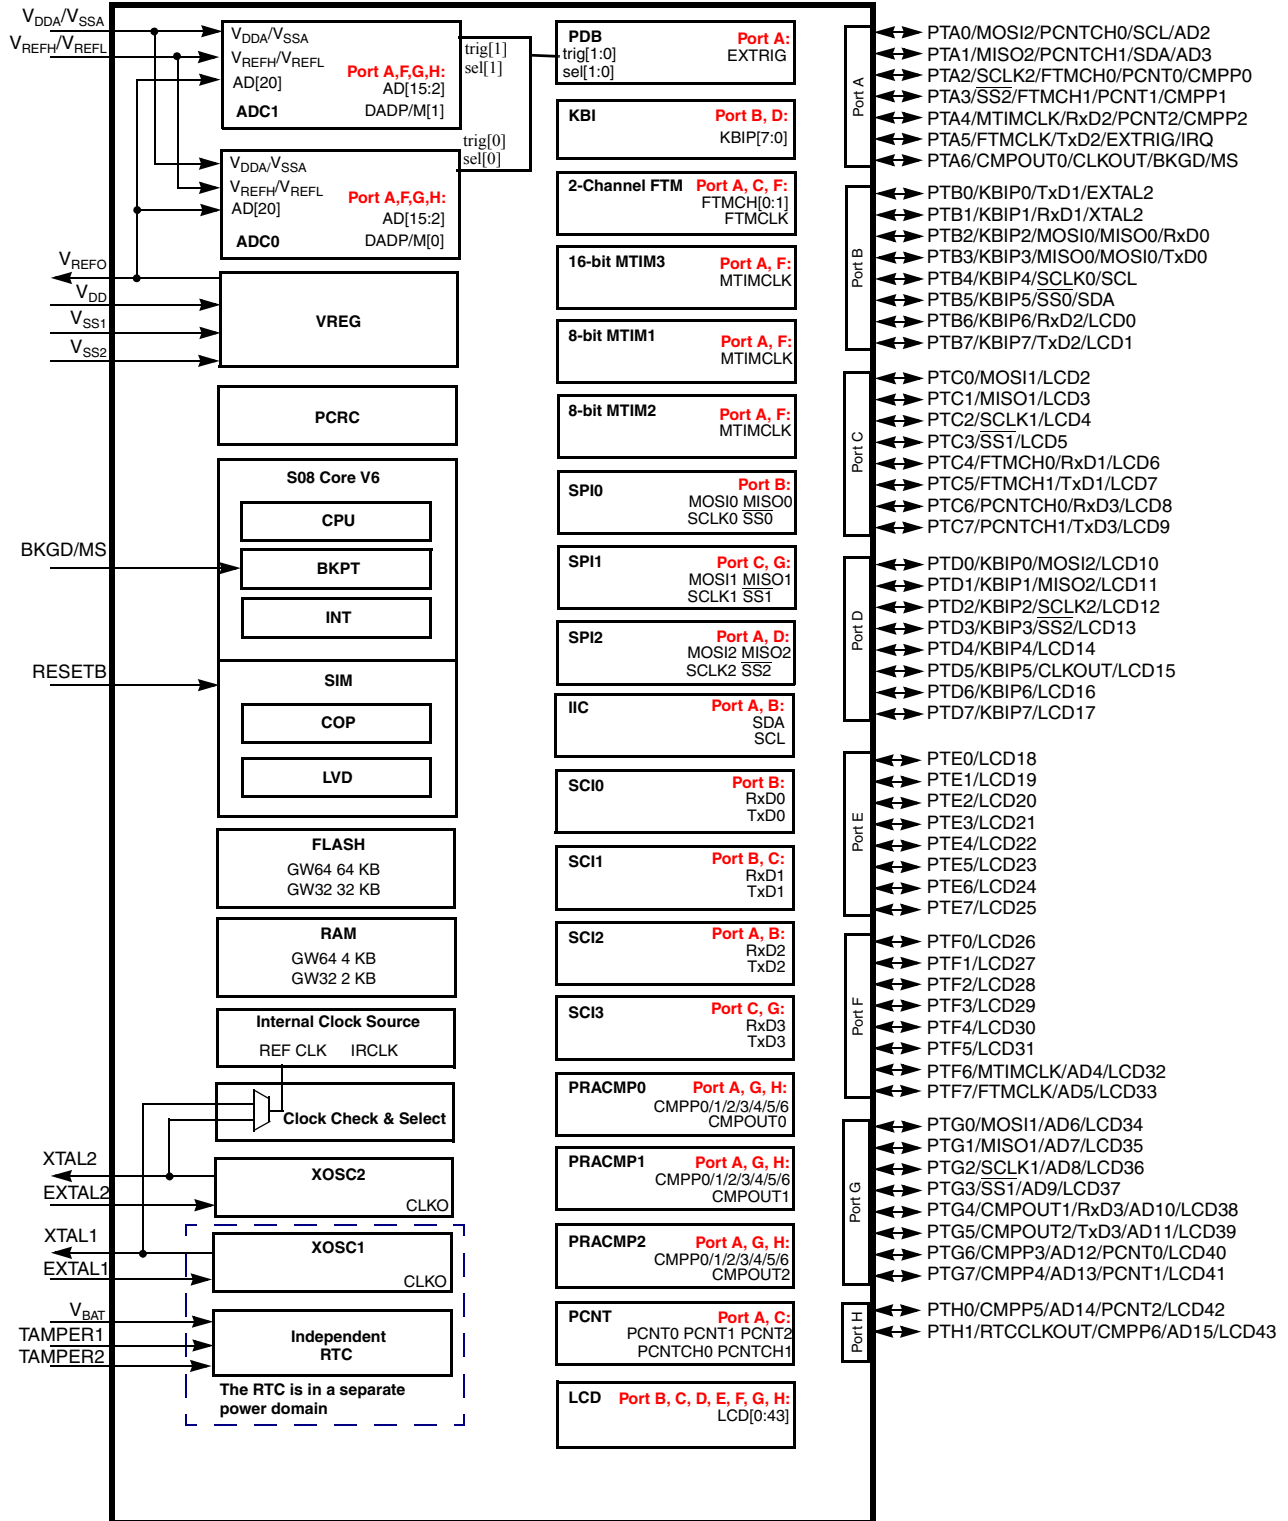 V_DDA/V_SSA
V_REFH/V_REFL
V_DDA/V_SSA
V_REFH/V_REFL
AD[20]
ADC1
Port A,F,G,H:
AD[15:2]
DADP/M[1]
trig[1]
sel[1]
trig[0]
sel[0]
V_DDA/V_SSA
V_REFH/V_REFL
AD[20]
ADC0
Port A,F,G,H:
AD[15:2]
DADP/M[0]
V_REFO
V_DD
V_SS1
V_SS2
VREG
PCRC
S08 Core V6
CPU
BKGD/MS
BKPT
INT
RESETB
SIM
COP
LVD
FLASH
GW64 64 KB
GW32 32 KB
RAM
GW64 4 KB
GW32 2 KB
Internal Clock Source
REF CLK IRCLK
Clock Check & Select
XTAL2
EXTAL2
XOSC2
CLKO
XTAL1
EXTAL1
XOSC1
CLKO
V_BAT
TAMPER1
TAMPER2
Independent
RTC
The RTC is in a separate
power domain
PDB
trig[1:0]
sel[1:0]
Port A:
EXTRIG
KBI
Port B, D:
KBIP[7:0]
2-Channel FTM
Port A, C, F:
FTMCH[0:1]
FTMCLK
16-bit MTIM3
Port A, F:
MTIMCLK
8-bit MTIM1
Port A, F:
MTIMCLK
8-bit MTIM2
Port A, F:
MTIMCLK
SPI0
Port B:
MOSI0 MISO0
SCLK0 SS0
SPI1
Port C, G:
MOSI1 MISO1
SCLK1 SS1
SPI2
Port A, D:
MOSI2 MISO2
SCLK2 SS2
IIC
Port A, B:
SDA
SCL
SCI0
Port B:
RxD0
TxD0
SCI1
Port B, C:
RxD1
TxD1
SCI2
Port A, B:
RxD2
TxD2
SCI3
Port C, G:
RxD3
TxD3
PRACMP0
Port A, G, H:
CMPP0/1/2/3/4/5/6
CMPOUT0
PRACMP1
Port A, G, H:
CMPP0/1/2/3/4/5/6
CMPOUT1
PRACMP2
Port A, G, H:
CMPP0/1/2/3/4/5/6
CMPOUT2
PCNT
Port A, C:
PCNT0 PCNT1 PCNT2
PCNTCH0 PCNTCH1
LCD
Port B, C, D, E, F, G, H:
LCD[0:43]
Port A
PTA0/MOSI2/PCNTCH0/SCL/AD2
PTA1/MISO2/PCNTCH1/SDA/AD3
PTA2/SCLK2/FTMCH0/PCNT0/CMPP0
PTA3/SS2/FTMCH1/PCNT1/CMPP1
PTA4/MTIMCLK/RxD2/PCNT2/CMPP2
PTA5/FTMCLK/TxD2/EXTRIG/IRQ
PTA6/CMPOUT0/CLKOUT/BKGD/MS
Port B
PTB0/KBIP0/TxD1/EXTAL2
PTB1/KBIP1/RxD1/XTAL2
PTB2/KBIP2/MOSI0/MISO0/RxD0
PTB3/KBIP3/MISO0/MOSI0/TxD0
PTB4/KBIP4/SCLK0/SCL
PTB5/KBIP5/SS0/SDA
PTB6/KBIP6/RxD2/LCD0
PTB7/KBIP7/TxD2/LCD1
Port C
PTC0/MOSI1/LCD2
PTC1/MISO1/LCD3
PTC2/SCLK1/LCD4
PTC3/SS1/LCD5
PTC4/FTMCH0/RxD1/LCD6
PTC5/FTMCH1/TxD1/LCD7
PTC6/PCNTCH0/RxD3/LCD8
PTC7/PCNTCH1/TxD3/LCD9
Port D
PTD0/KBIP0/MOSI2/LCD10
PTD1/KBIP1/MISO2/LCD11
PTD2/KBIP2/SCLK2/LCD12
PTD3/KBIP3/SS2/LCD13
PTD4/KBIP4/LCD14
PTD5/KBIP5/CLKOUT/LCD15
PTD6/KBIP6/LCD16
PTD7/KBIP7/LCD17
Port E
PTE0/LCD18
PTE1/LCD19
PTE2/LCD20
PTE3/LCD21
PTE4/LCD22
PTE5/LCD23
PTE6/LCD24
PTE7/LCD25
Port F
PTF0/LCD26
PTF1/LCD27
PTF2/LCD28
PTF3/LCD29
PTF4/LCD30
PTF5/LCD31
PTF6/MTIMCLK/AD4/LCD32
PTF7/FTMCLK/AD5/LCD33
Port G
PTG0/MOSI1/AD6/LCD34
PTG1/MISO1/AD7/LCD35
PTG2/SCLK1/AD8/LCD36
PTG3/SS1/AD9/LCD37
PTG4/CMPOUT1/RxD3/AD10/LCD38
PTG5/CMPOUT2/TxD3/AD11/LCD39
PTG6/CMPP3/AD12/PCNT0/LCD40
PTG7/CMPP4/AD13/PCNT1/LCD41
Port H
PTH0/CMPP5/AD14/PCNT2/LCD42
PTH1/RTCCLKOUT/CMPP6/AD15/LCD43